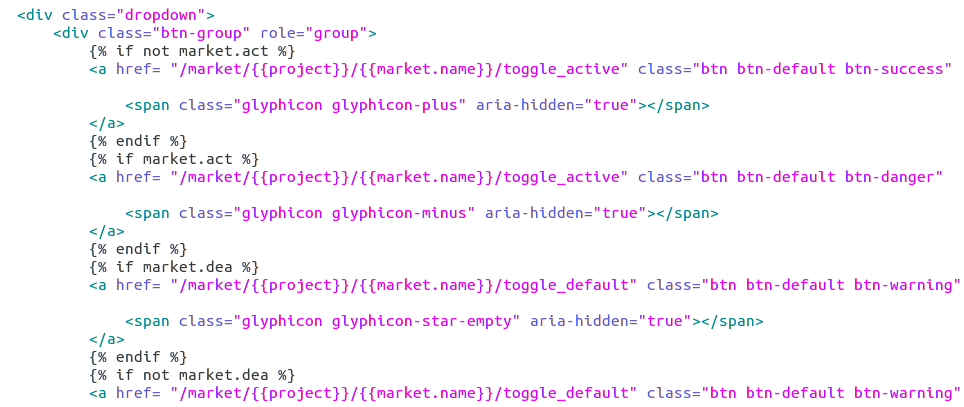 <div class="dropdown">
<div class="btn-group" role="group">
{% if not market.act %}
<a href= "/market/{{project}}/{{market.name}}/toggle_active" class="btn btn-default btn-success"
<span class="glyphicon glyphicon-plus" aria-hidden="true"></span>
</a>
{% endif %}
{% if market.act %}
<a href= "/market/{{project}}/{{market.name}}/toggle_active" class="btn btn-default btn-danger"
<span class="glyphicon glyphicon-minus" aria-hidden="true"></span>
</a>
{% endif %}
{% if market.dea %}
<a href= "/market/{{project}}/{{market.name}}/toggle_default" class="btn btn-default btn-warning"
<span class="glyphicon glyphicon-star-empty" aria-hidden="true"></span>
</a>
{% endif %}
{% if not market.dea %}
<a href= "/market/{{project}}/{{market.name}}/toggle_default" class="btn btn-default btn-warning"